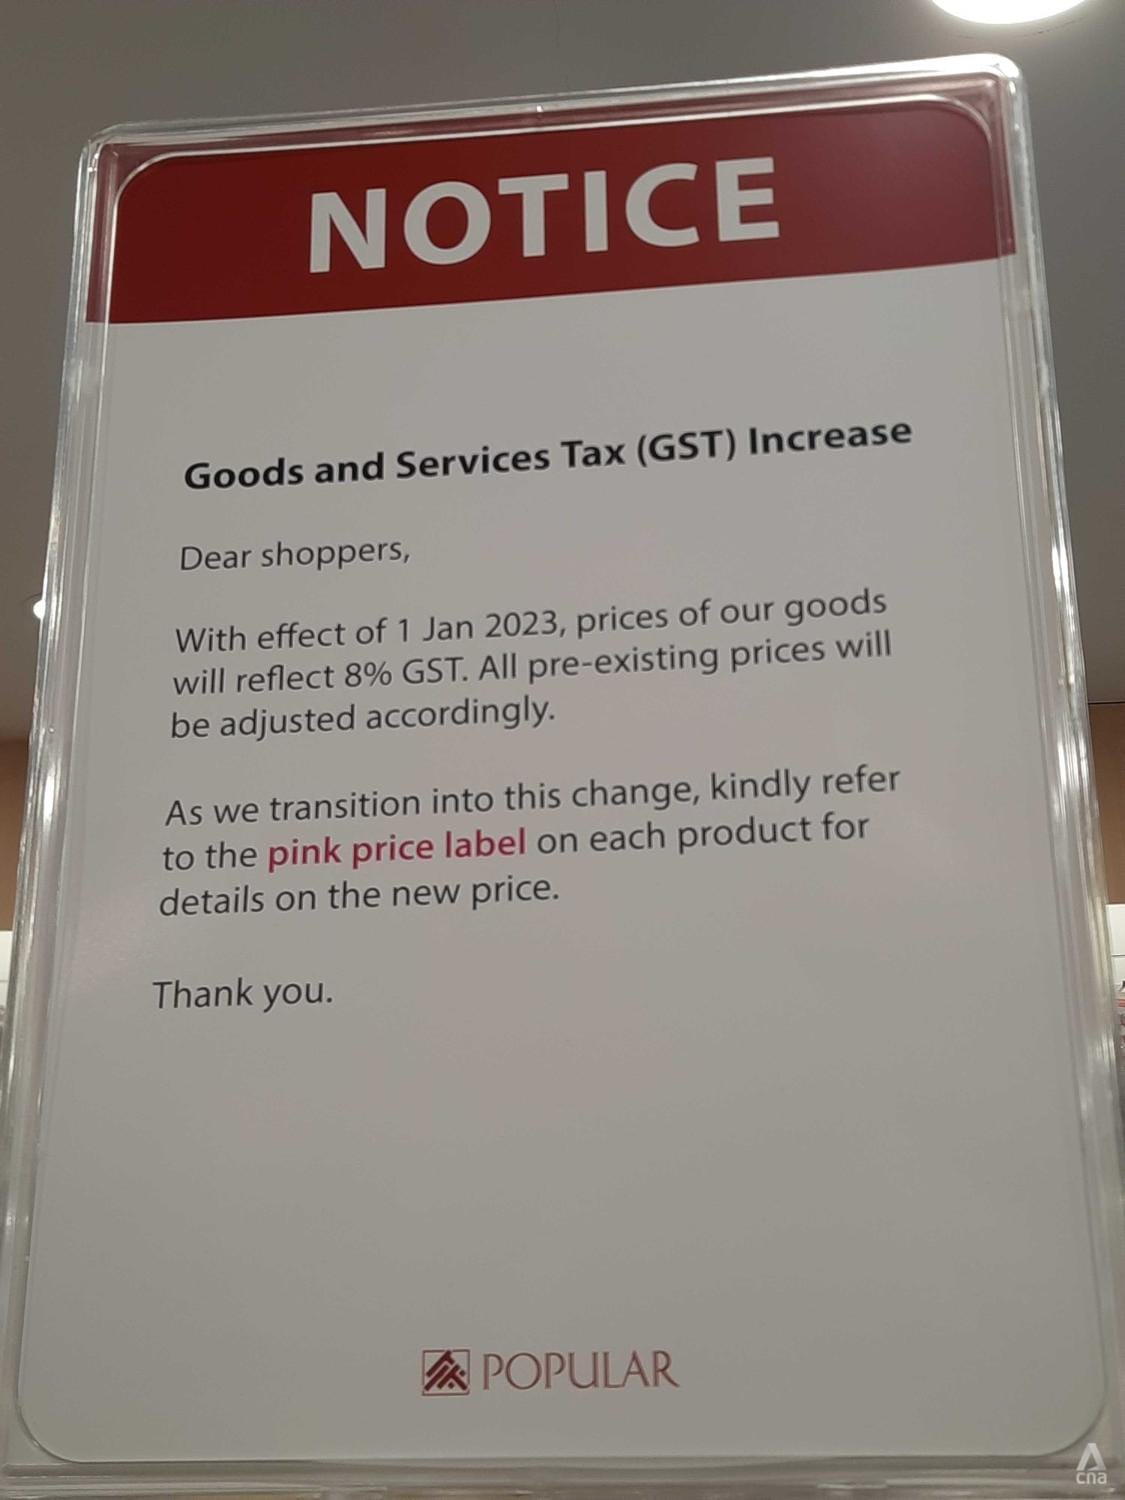 NOTICE
Goods and Services Tax (GST) Increase
Dear shoppers,
With effect of 1 Jan 2023, prices of our goods
will reflect 8% GST. All pre-existing prices will
be adjusted accordingly.
As we transition into this change, kindly refer
to the pink price label on each product for
details on the new price.
Thank you.
POPULAR
cna